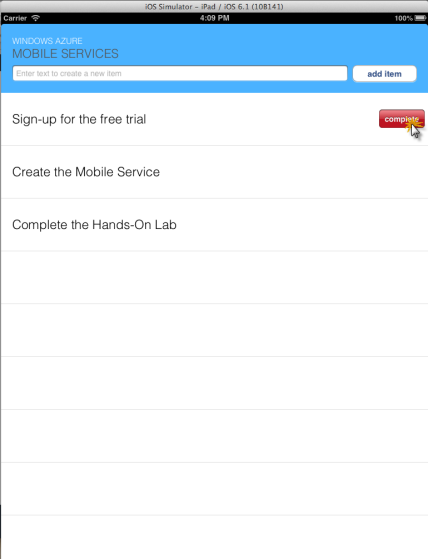 iOS Simulator - iPad / iOS 6.1 (10B141)
Carrier 4:09 PM 100%
WINDOWS AZURE
MOBILE SERVICES
Enter text to create a new item add item
Sign-up for the free trial complete
Create the Mobile Service
Complete the Hands-On Lab